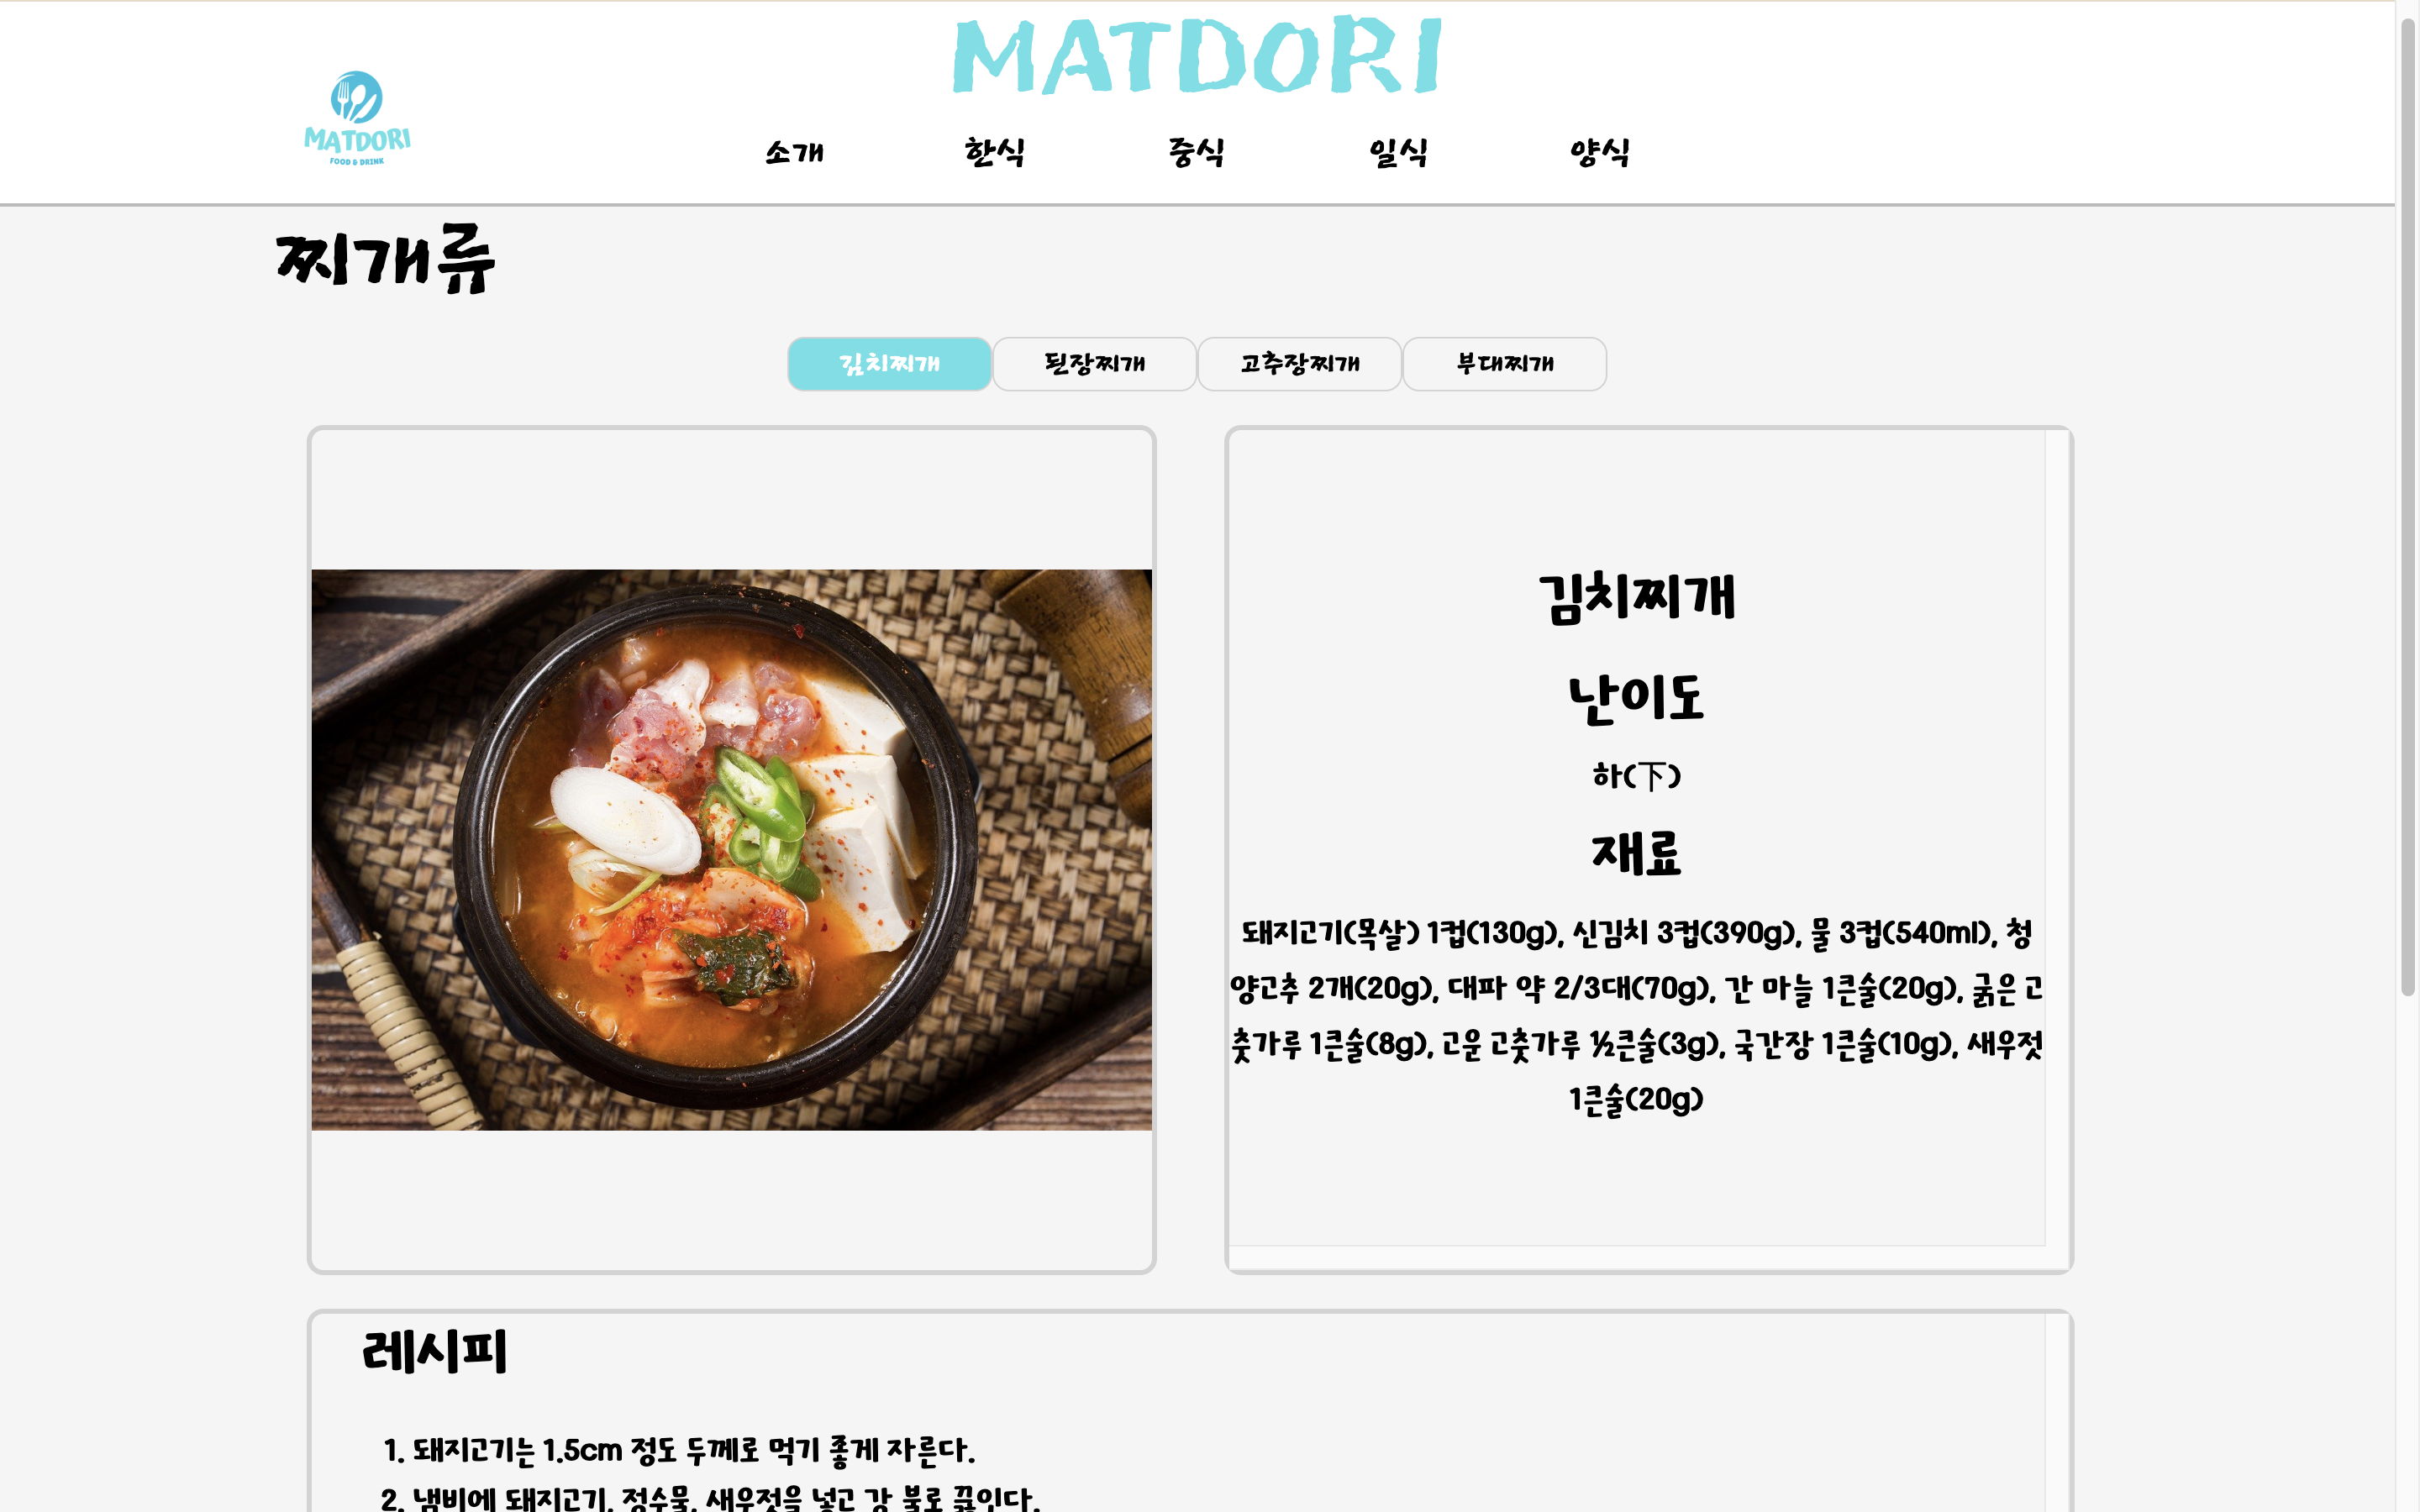 MATDORI
MATDORI
FOOD & DRINK
소개 한식 중식 일식 양식
찌개류
김치찌개 된장찌개 고추장찌개 부대찌개
김치찌개
난이도
하(下)
재료
돼지고기(목살) 1컵(130g), 신김치 3컵(390g), 물 3컵(540ml), 청
양고추 2개(20g), 대파 약 2/3대(70g), 간 마늘 1큰술(20g), 굵은 고
춧가루 1큰술(8g), 고운 고춧가루 ½큰술(3g), 국간장 1큰술(10g), 새우젓
1큰술(20g)
레시피
1. 돼지고기는 1.5cm 정도 두께로 먹기 좋게 자른다.
2. 냄비에 돼지고기, 정수물, 새우젓을 넣고 강 불로 끓인다.